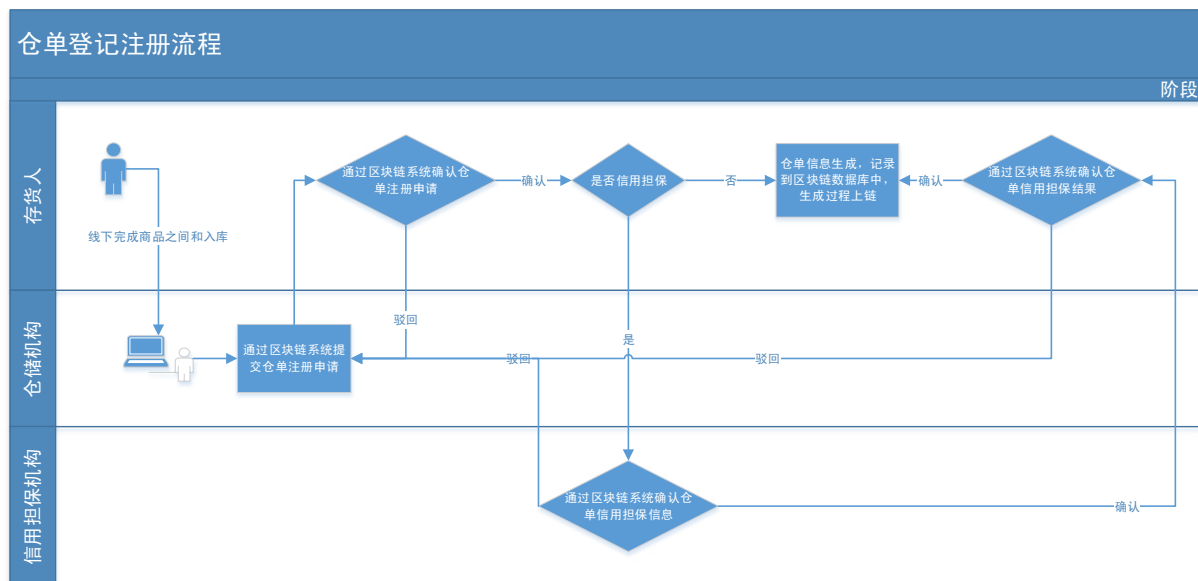 仓单登记注册流程
阶段
存货人
通过区块链系统确认仓
单注册申请
确认
是否信用担保
否
仓单信息生成，记录
到区块链数据库中，
生成过程上链
确认
通过区块链系统确认仓
单信用担保结果
线下完成商品之间和入库
仓储机构
驳回
是
通过区块链系统提
交仓单注册申请
驳回
驳回
信用担保机构
通过区块链系统确认仓
单信用担保信息
确认